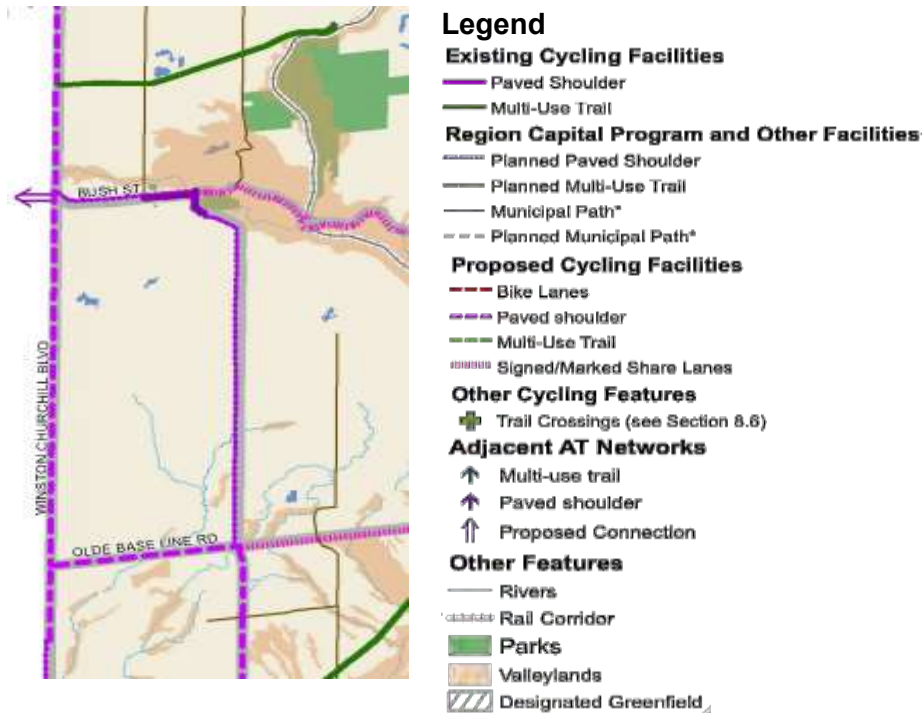 BUSH ST
WINSTON CHURCHILL BLVD
OLDE BASE LINE RD
Legend
Existing Cycling Facilities
Paved Shoulder
Multi-Use Trail
Region Capital Program and Other Facilities
Planned Paved Shoulder
Planned Multi-Use Trail
Municipal Path*
Planned Municipal Path*
Proposed Cycling Facilities
Bike Lanes
Paved shoulder
Multi-Use Trail
Signed/Marked Share Lanes
Other Cycling Features
Trail Crossings (see Section 8.6)
Adjacent AT Networks
Multi-use trail
Paved shoulder
Proposed Connection
Other Features
Rivers
Rail Corridor
Parks
Valleylands
Designated Greenfield